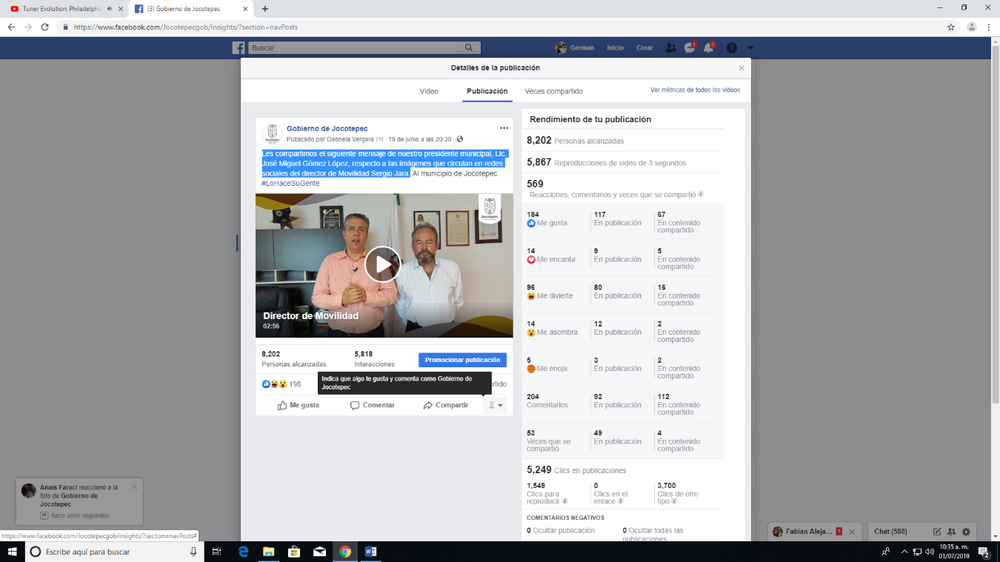 Tuner Evolution: Philadelphia
(3) Gobierno de Jocotepec
https://www.facebook.com/Jocotepecgob/insights/?section=navPosts
Buscar
German Inicio Crear 1 2
Detalles de la publicación
Video Publicación Veces compartido Ver métricas de todos los videos
Gobierno de Jocotepec
Publicado por Gabriela Vergara [?] · 19 de junio a las 20:30 ·
Les compartimos el siguiente mensaje de nuestro presidente municipal, Lic.
José Miguel Gómez López, respecto a las imágenes que circulan en redes
sociales del director de Movilidad Sergio Jara. Al municipio de Jocotepec
#LoHaceSuGente
Jocotepec
Director de Movilidad
02:56
8,202 5,818
Personas alcanzadas Interacciones
Promocionar publicación
198
Indica que algo te gusta y comenta como Gobierno de
Jocotepec
rtido
Me gusta Comentar Compartir
Rendimiento de tu publicación
8,202 Personas alcanzadas
5,867 Reproducciones de video de 3 segundos
569
Reacciones, comentarios y veces que se compartió
184 117 67
Me gusta En publicación En contenido
compartido
14 9 5
Me encanta En publicación En contenido
compartido
96 80 16
Me divierte En publicación En contenido
compartido
14 12 2
Me asombra En publicación En contenido
compartido
5 3 2
Me enoja En publicación En contenido
compartido
204 92 112
Comentarios En publicación En contenido
compartido
53 49 4
Veces que se En publicación En contenido
compartió compartido
5,249 Clics en publicaciones
1,549 0 3,700
Clics para Clics en el Clics de otro
reproducir enlace tipo
COMENTARIOS NEGATIVOS
0 Ocultar publicación 0 Ocultar todas las
publicaciones
Anais Faraci reaccionó a la
foto de Gobierno de
Jocotepec.
hace unos segundos
https://www.facebook.com/Jocotepecgob/insights/?section=navPosts#
Fabian Aleja... 1
Chat (588)
Escribe aquí para buscar
10:35 a. m.
01/07/2019
2